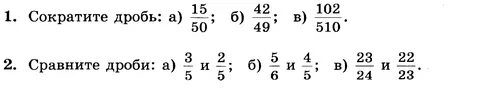 1. Сократите дробь: а) 15/50; б) 42/49; в) 102/510.
2. Сравните дроби: а) 3/5 и 2/5; б) 5/6 и 4/5; в) 23/24 и 22/23.